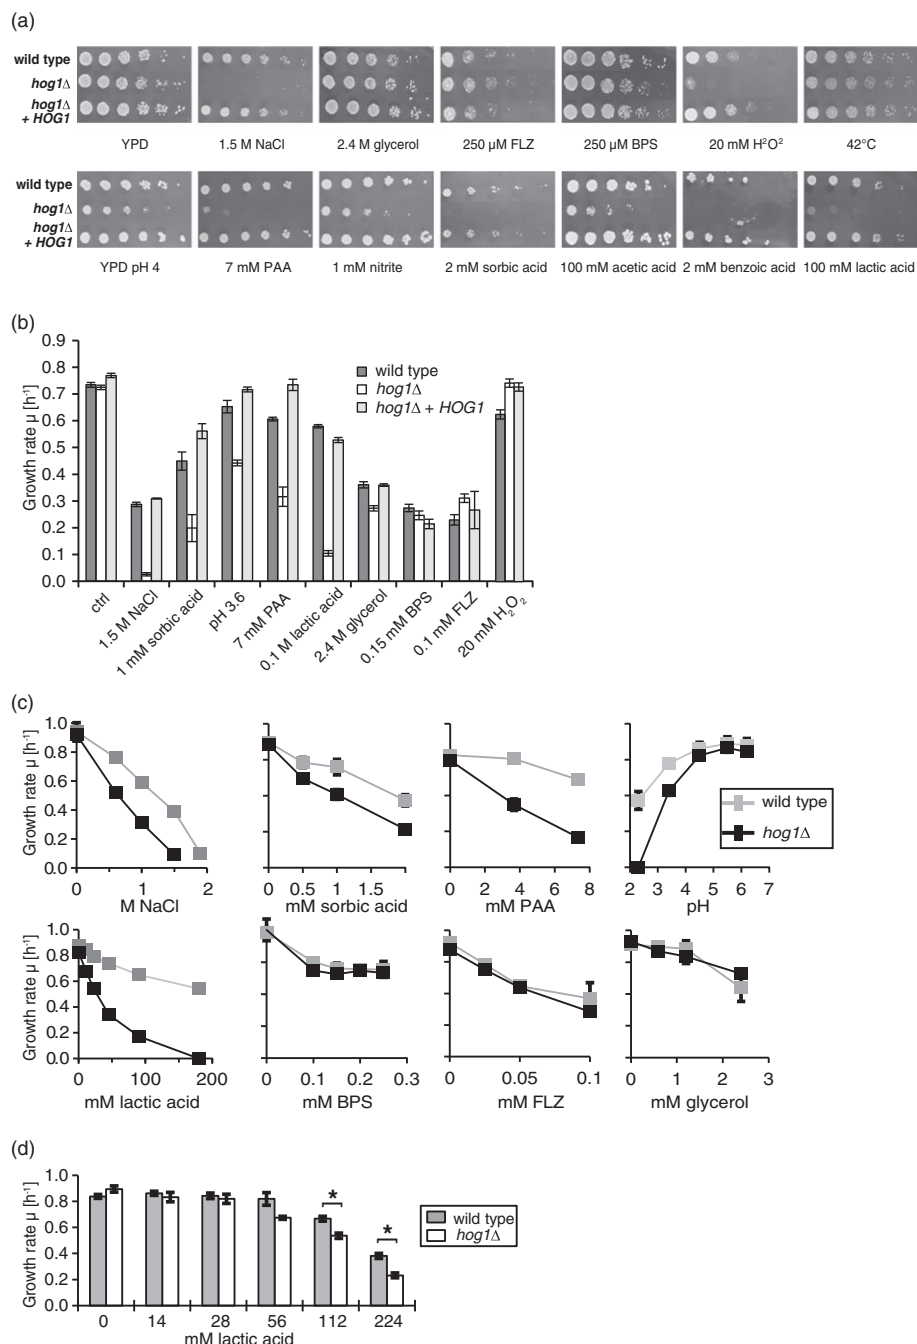 (a)
wild type
hog1Δ
hog1Δ
+ HOG1
YPD 1.5 M NaCl 2.4 M glycerol 250 µM FLZ 250 µM BPS 20 mM H²O² 42°C
wild type
hog1Δ
hog1Δ
+ HOG1
YPD pH 4 7 mM PAA 1 mM nitrite 2 mM sorbic acid 100 mM acetic acid 2 mM benzoic acid 100 mM lactic acid
(b)
Growth rate µ [h⁻¹]
0.9
0.8
0.7
0.6
0.5
0.4
0.3
0.2
0.1
0.0
wild type
hog1Δ
hog1Δ + HOG1
ctrl
1.5 M NaCl
1 mM sorbic acid
pH 3.6
7 mM PAA
0.1 M lactic acid
2.4 M glycerol
0.15 mM BPS
0.1 mM FLZ
20 mM H₂O₂
(c)
Growth rate µ [h⁻¹]
1.0
0.8
0.6
0.4
0.2
0.0
0 1 2
M NaCl
0 0.5 1 1.5
mM sorbic acid
0 2 4 6 8
mM PAA
2 3 4 5 6 7
pH
wild type
hog1Δ
Growth rate µ [h⁻¹]
1.0
0.8
0.6
0.4
0.2
0.0
0 100 200
mM lactic acid
0 0.1 0.2 0.3
mM BPS
0 0.05 0.1
mM FLZ
0 1 2 3
mM glycerol
(d)
Growth rate µ [h⁻¹]
1.0
0.8
0.6
0.4
0.2
0.0
* 
*
wild type
hog1Δ
0 14 28 56 112 224
mM lactic acid